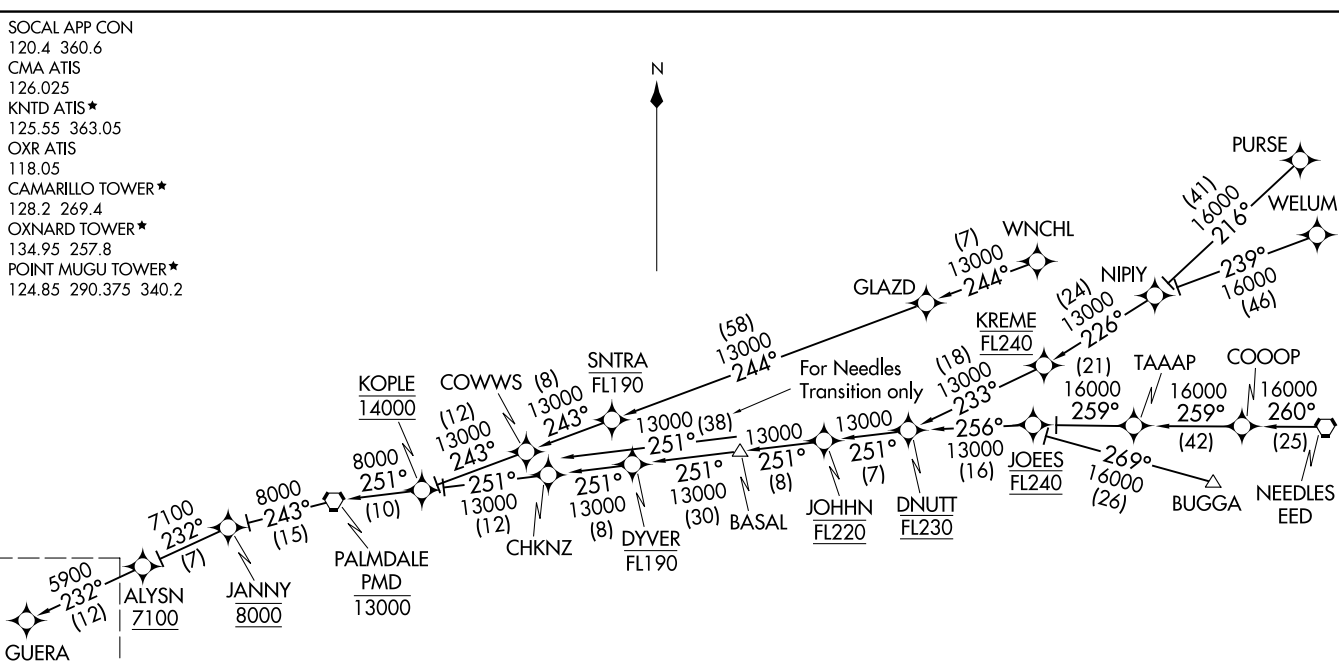 SOCAL APP CON
120.4 360.6
CMA ATIS
126.025
KNTD ATIS★
125.55 363.05
OXR ATIS
118.05
CAMARILLO TOWER★
128.2 269.4
OXNARD TOWER★
134.95 257.8
POINT MUGU TOWER★
124.85 290.375 340.2
N
PURSE
(41)
16000
216°
WELUM
239°
16000
(46)
WNCHL
(7)
13000
244°
GLAZD
NIPIY
(24)
13000
226°
KREME
FL240
(58)
13000
244°
For Needles
Transition only
(18)
13000
233°
(21)
16000
259°
TAAAP
16000
259°
(42)
COOOP
16000
260°
(25)
NEEDLES
EED
SNTRA
FL190
COWWS
(8)
13000
243°
KOPLE
14000
(12)
13000
243°
13000 (38)
251°
13000
251°
(8)
13000
251°
(7)
256°
13000
(16)
JOEES
FL240
269°
16000
(26)
BUGGA
DNUTT
FL230
JOHHN
FL220
BASAL
251°
13000
(30)
DYVER
FL190
251°
13000
(8)
CHKNZ
251°
13000
(12)
8000
251°
(10)
PALMDALE
PMD
13000
8000
243°
(15)
JANNY
8000
7100
232°
(7)
ALYSN
7100
5900
232°
(12)
GUERA